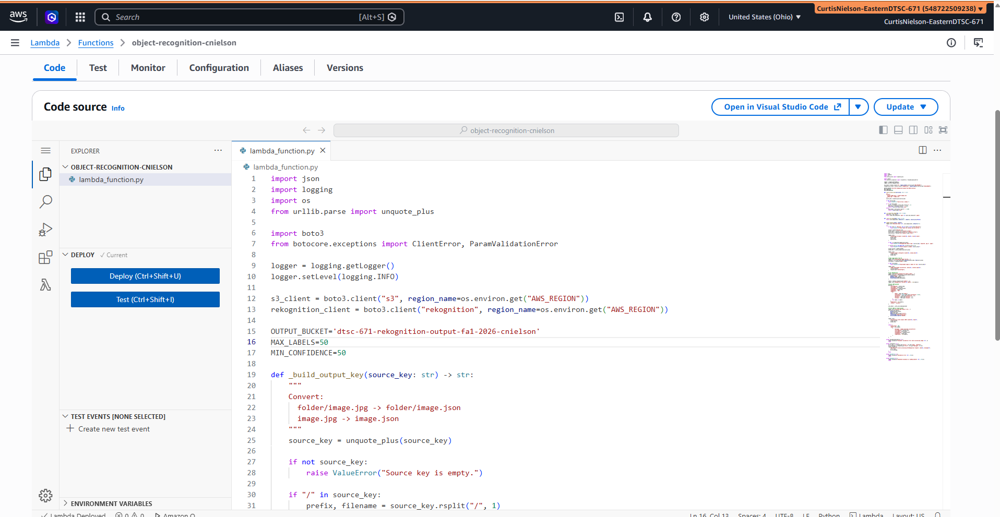 aws
Search
[Alt+S]
United States (Ohio)
CurtisNielson-EasternDTSC-671 (548722509238)
CurtisNielson-EasternDTSC-671
Lambda
Functions
object-recognition-cnielson
Code
Test
Monitor
Configuration
Aliases
Versions
Code source Info
Open in Visual Studio Code
Update
object-recognition-cnielson
EXPLORER
OBJECT-RECOGNITION-CNIELSON
lambda_function.py
DEPLOY Current
Deploy (Ctrl+Shift+U)
Test (Ctrl+Shift+I)
TEST EVENTS [NONE SELECTED]
Create new test event
ENVIRONMENT VARIABLES
lambda_function.py
lambda_function.py
1 import json
2 import logging
3 import os
4 from urllib.parse import unquote_plus
5
6 import boto3
7 from botocore.exceptions import ClientError, ParamValidationError
8
9 logger = logging.getLogger()
10 logger.setLevel(logging.INFO)
11
12 s3_client = boto3.client("s3", region_name=os.environ.get("AWS_REGION"))
13 rekognition_client = boto3.client("rekognition", region_name=os.environ.get("AWS_REGION"))
14
15 OUTPUT_BUCKET='dtsc-671-rekognition-output-fa1-2026-cnielson'
16 MAX_LABELS=50
17 MIN_CONFIDENCE=50
18
19 def _build_output_key(source_key: str) -> str:
20 """
21 Convert:
22 folder/image.jpg -> folder/image.json
23 image.jpg -> image.json
24 """
25 source_key = unquote_plus(source_key)
26
27 if not source_key:
28 raise ValueError("Source key is empty.")
29
30 if "/" in source_key:
31 prefix, filename = source_key.rsplit("/", 1)
Lambda Deployed 0 0 Amazon Q
Ln 16, Col 13 Spaces: 4 UTF-8 LF Python Lambda Layout: US